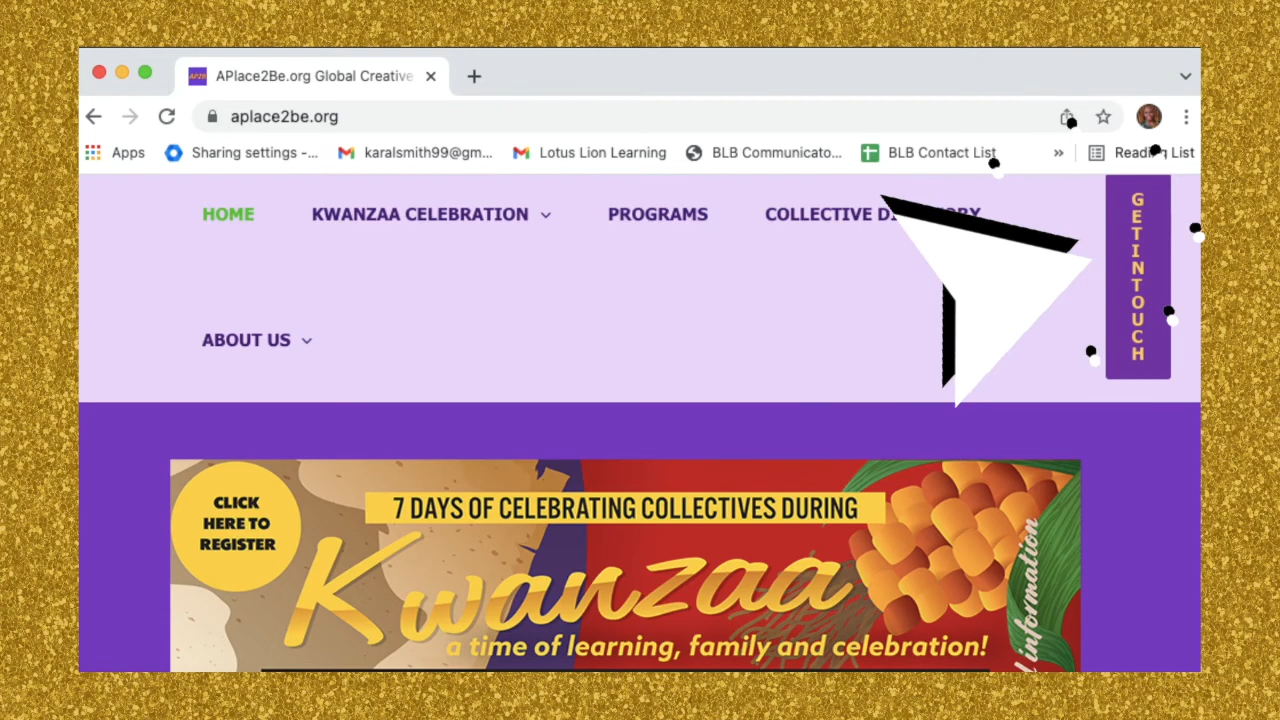 AP2B
APlace2Be.org Global Creative
aplace2be.org
Apps Sharing settings -... karalsmith99@gm... Lotus Lion Learning BLB Communicato... BLB Contact List » Reading List
HOME KWANZAA CELEBRATION PROGRAMS COLLECTIVE
ABOUT US
GET IN TOUCH
CLICK
HERE TO
REGISTER
7 DAYS OF CELEBRATING COLLECTIVES DURING
Kwanzaa
a time of learning, family and celebration!
information